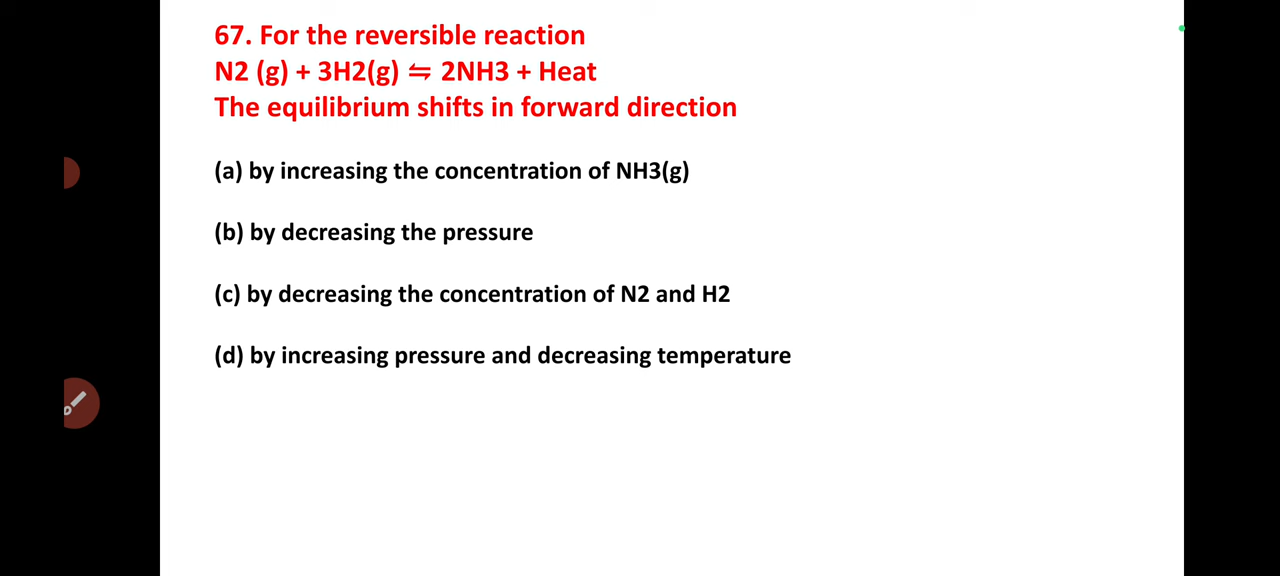 67. For the reversible reaction
N2 (g) + 3H2(g) ⇋ 2NH3 + Heat
The equilibrium shifts in forward direction
(a) by increasing the concentration of NH3(g)
(b) by decreasing the pressure
(c) by decreasing the concentration of N2 and H2
(d) by increasing pressure and decreasing temperature